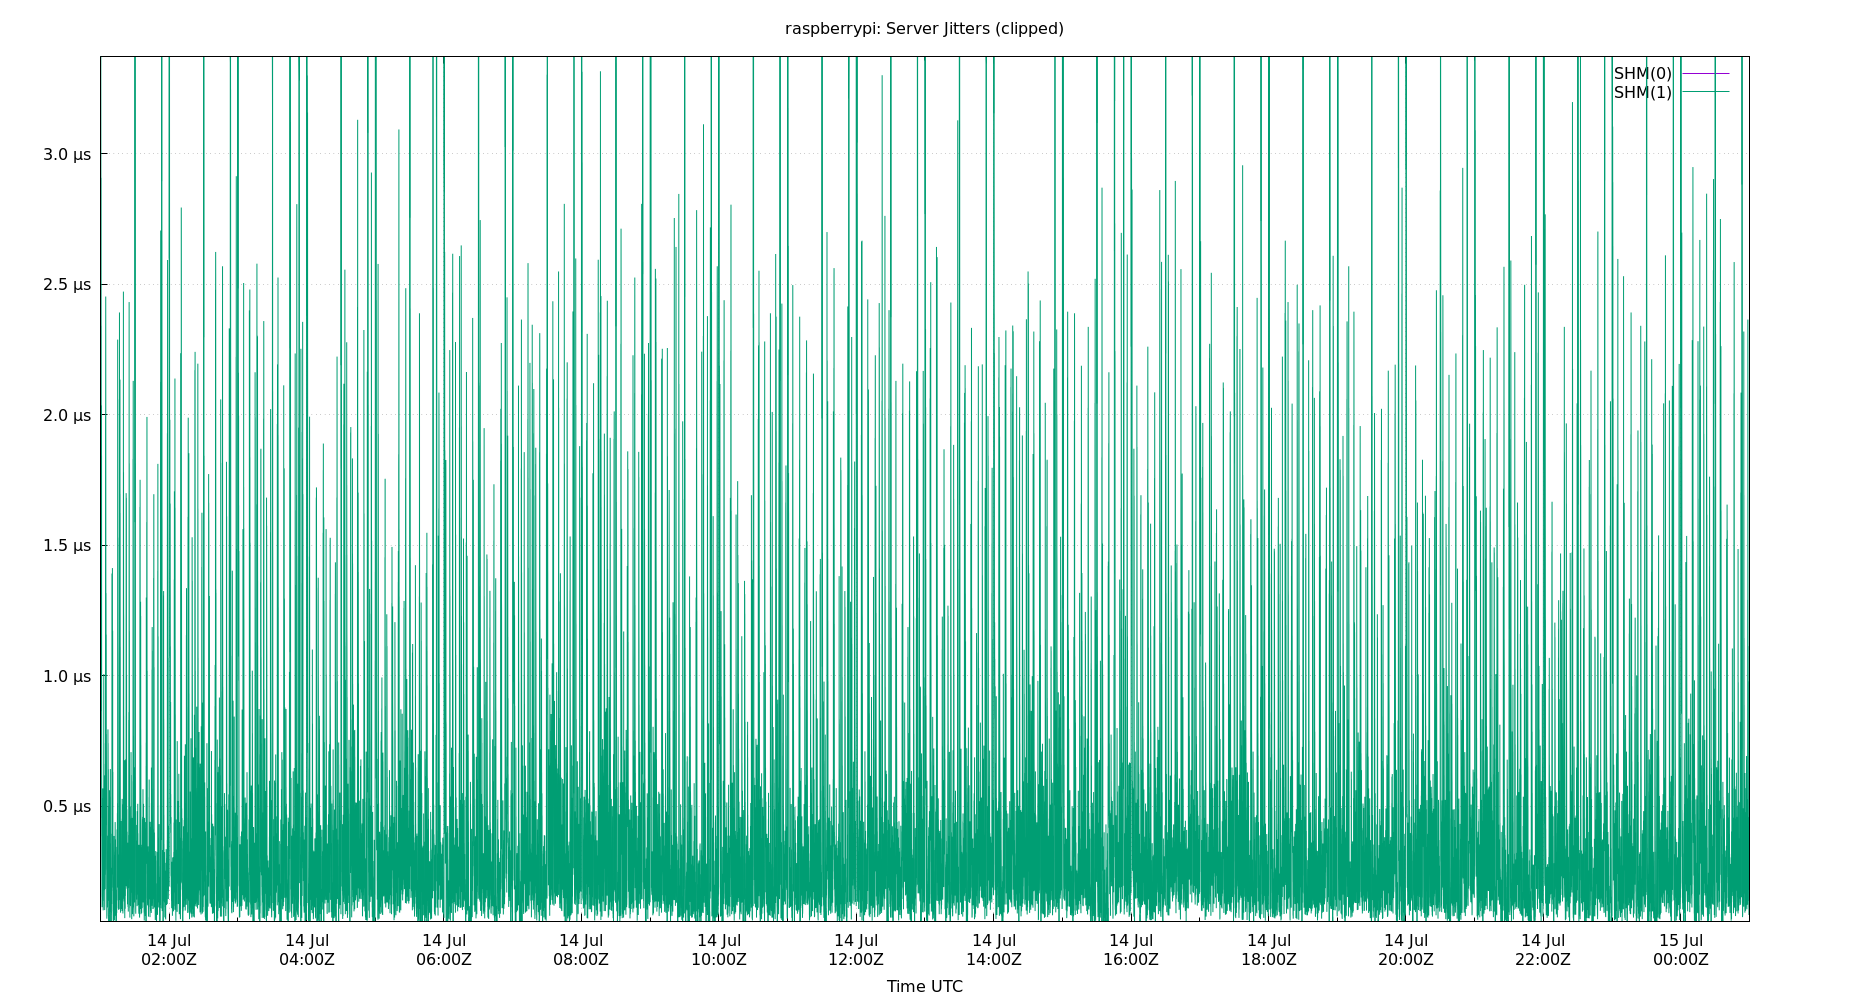 raspberrypi: Server Jitters (clipped)
SHM(0)
SHM(1)
3.0 µs
2.5 µs
2.0 µs
1.5 µs
1.0 µs
0.5 µs
14 Jul 14 Jul 14 Jul 14 Jul 14 Jul 14 Jul 14 Jul 14 Jul 14 Jul 14 Jul 14 Jul 15 Jul
02:00Z 04:00Z 06:00Z 08:00Z 10:00Z 12:00Z 14:00Z 16:00Z 18:00Z 20:00Z 22:00Z 00:00Z
Time UTC